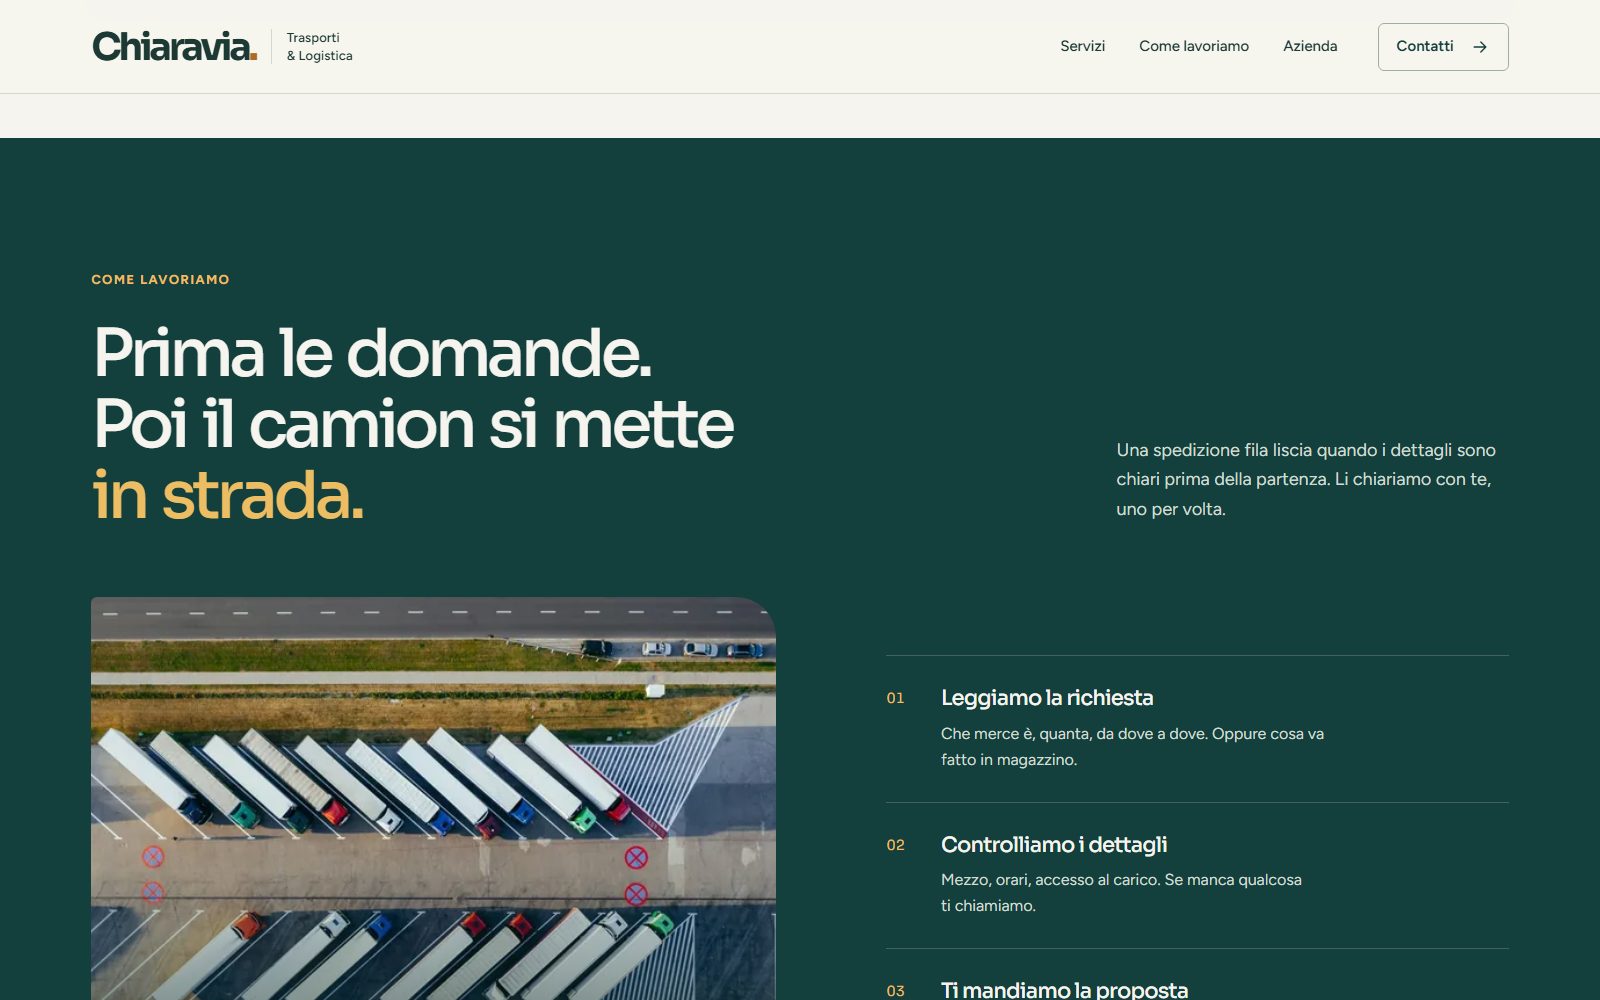 Chiaravia.
Trasporti
& Logistica
Servizi
Come lavoriamo
Azienda
Contatti →
COME LAVORIAMO
Prima le domande.
Poi il camion si mette
in strada.
Una spedizione fila liscia quando i dettagli sono
chiari prima della partenza. Li chiariamo con te,
uno per volta.
01
Leggiamo la richiesta
Che merce è, quanta, da dove a dove. Oppure cosa va
fatto in magazzino.
02
Controlliamo i dettagli
Mezzo, orari, accesso al carico. Se manca qualcosa
ti chiamiamo.
03
Ti mandiamo la proposta